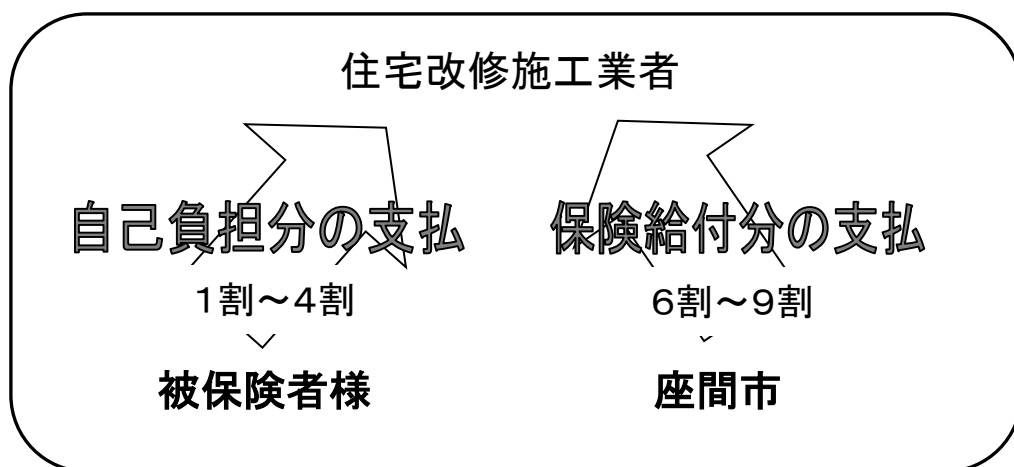 住宅改修施工業者
自己負担分の支払
保険給付分の支払
1割～4割
6割～9割
被保険者様
座間市